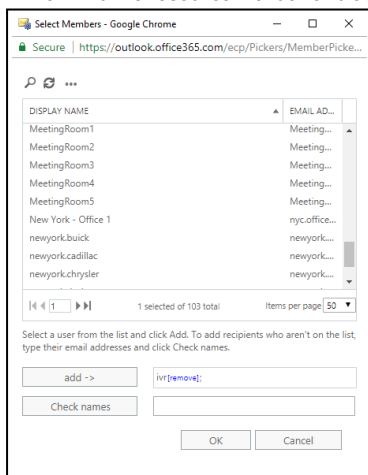 Select Members - Google Chrome
Secure | https://outlook.office365.com/ecp/Pickers/MemberPicke...
DISPLAY NAME EMAIL AD...
MeetingRoom1 Meeting...
MeetingRoom2 Meeting...
MeetingRoom3 Meeting...
MeetingRoom4 Meeting...
MeetingRoom5 Meeting...
New York - Office 1 nyc.office...
newyork.buick newyork....
newyork.cadillac newyork....
newyork.chrysler newyork....
1 1 selected of 103 total Items per page 50
Select a user from the list and click Add. To add recipients who aren't on the list,
type their email addresses and click Check names.
add -> ivr[remove];
Check names
OK Cancel